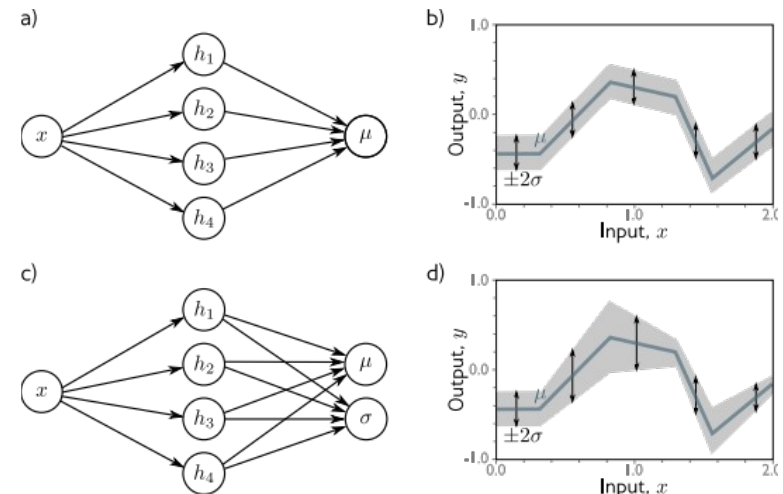 a)
h₁
h₂
x
μ
h₃
h₄
b)
1.0
Output, y
0.0
μ
±2σ
-1.0
0.0
1.0
2.0
Input, x
c)
h₁
h₂
μ
x
h₃
σ
h₄
d)
1.0
Output, y
0.0
μ
±2σ
-1.0
0.0
1.0
2.0
Input, x